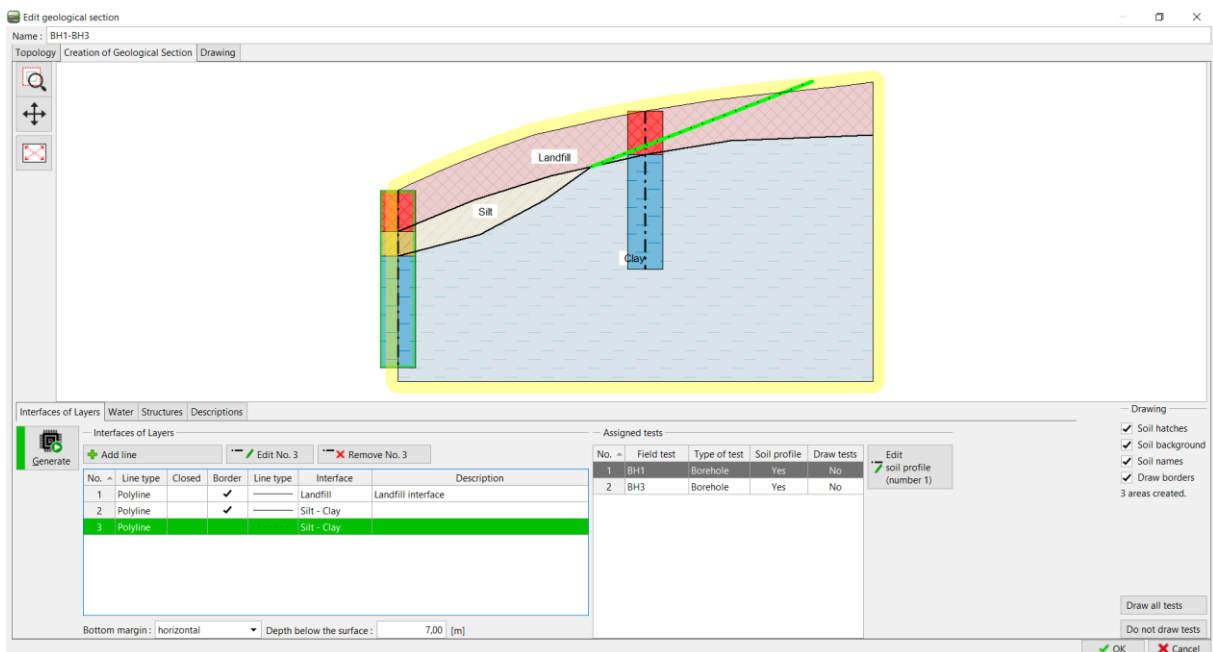 Edit geological section
Name : BH1-BH3
Topology Creation of Geological Section Drawing
Landfill
Silt
Clay
Interfaces of Layers Water Structures Descriptions
Generate
Interfaces of Layers
Add line Edit No. 3 Remove No. 3
No. Line type Closed Border Line type Interface Description
1 Polyline Landfill Landfill interface
2 Polyline Silt - Clay
3 Polyline Silt - Clay
Bottom margin : horizontal Depth below the surface : 7,00 [m]
Assigned tests
No. Field test Type of test Soil profile Draw tests
1 BH1 Borehole Yes No
2 BH3 Borehole Yes No
Edit
soil profile
(number 1)
Drawing
Soil hatches
Soil background
Soil names
Draw borders
3 areas created.
Draw all tests
Do not draw tests
OK Cancel